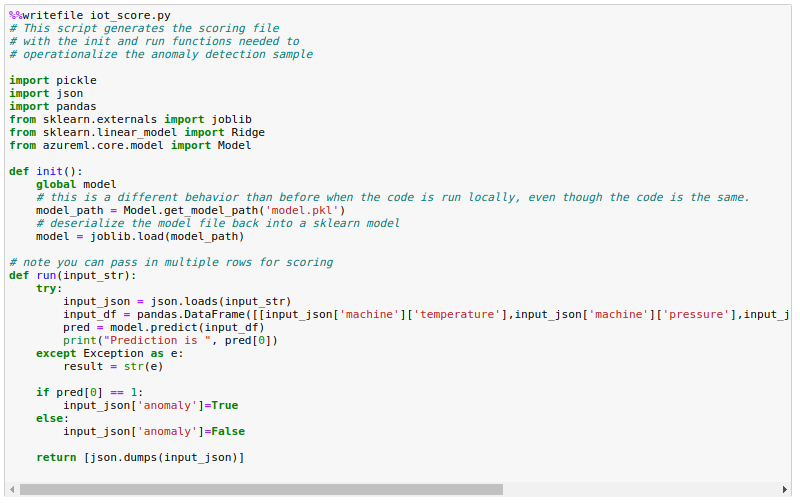 %%writefile iot_score.py
# This script generates the scoring file
# with the init and run functions needed to
# operationalize the anomaly detection sample

import pickle
import json
import pandas
from sklearn.externals import joblib
from sklearn.linear_model import Ridge
from azureml.core.model import Model

def init():
    global model
    # this is a different behavior than before when the code is run locally, even though the code is the same.
    model_path = Model.get_model_path('model.pkl')
    # deserialize the model file back into a sklearn model
    model = joblib.load(model_path)

# note you can pass in multiple rows for scoring
def run(input_str):
    try:
        input_json = json.loads(input_str)
        input_df = pandas.DataFrame([[input_json['machine']['temperature'],input_json['machine']['pressure'],input_j
        pred = model.predict(input_df)
        print("Prediction is ", pred[0])
    except Exception as e:
        result = str(e)

    if pred[0] == 1:
        input_json['anomaly']=True
    else:
        input_json['anomaly']=False

    return [json.dumps(input_json)]